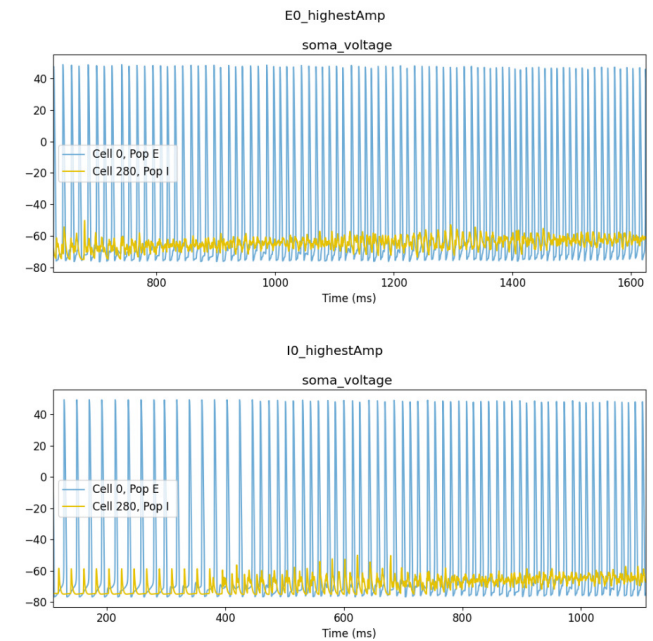 E0_highestAmp
soma_voltage
40
20
0
−20
−40
−60
−80
Cell 0, Pop E
Cell 280, Pop I
800
1000
1200
1400
1600
Time (ms)
I0_highestAmp
soma_voltage
40
20
0
−20
−40
−60
−80
Cell 0, Pop E
Cell 280, Pop I
200
400
600
800
1000
Time (ms)